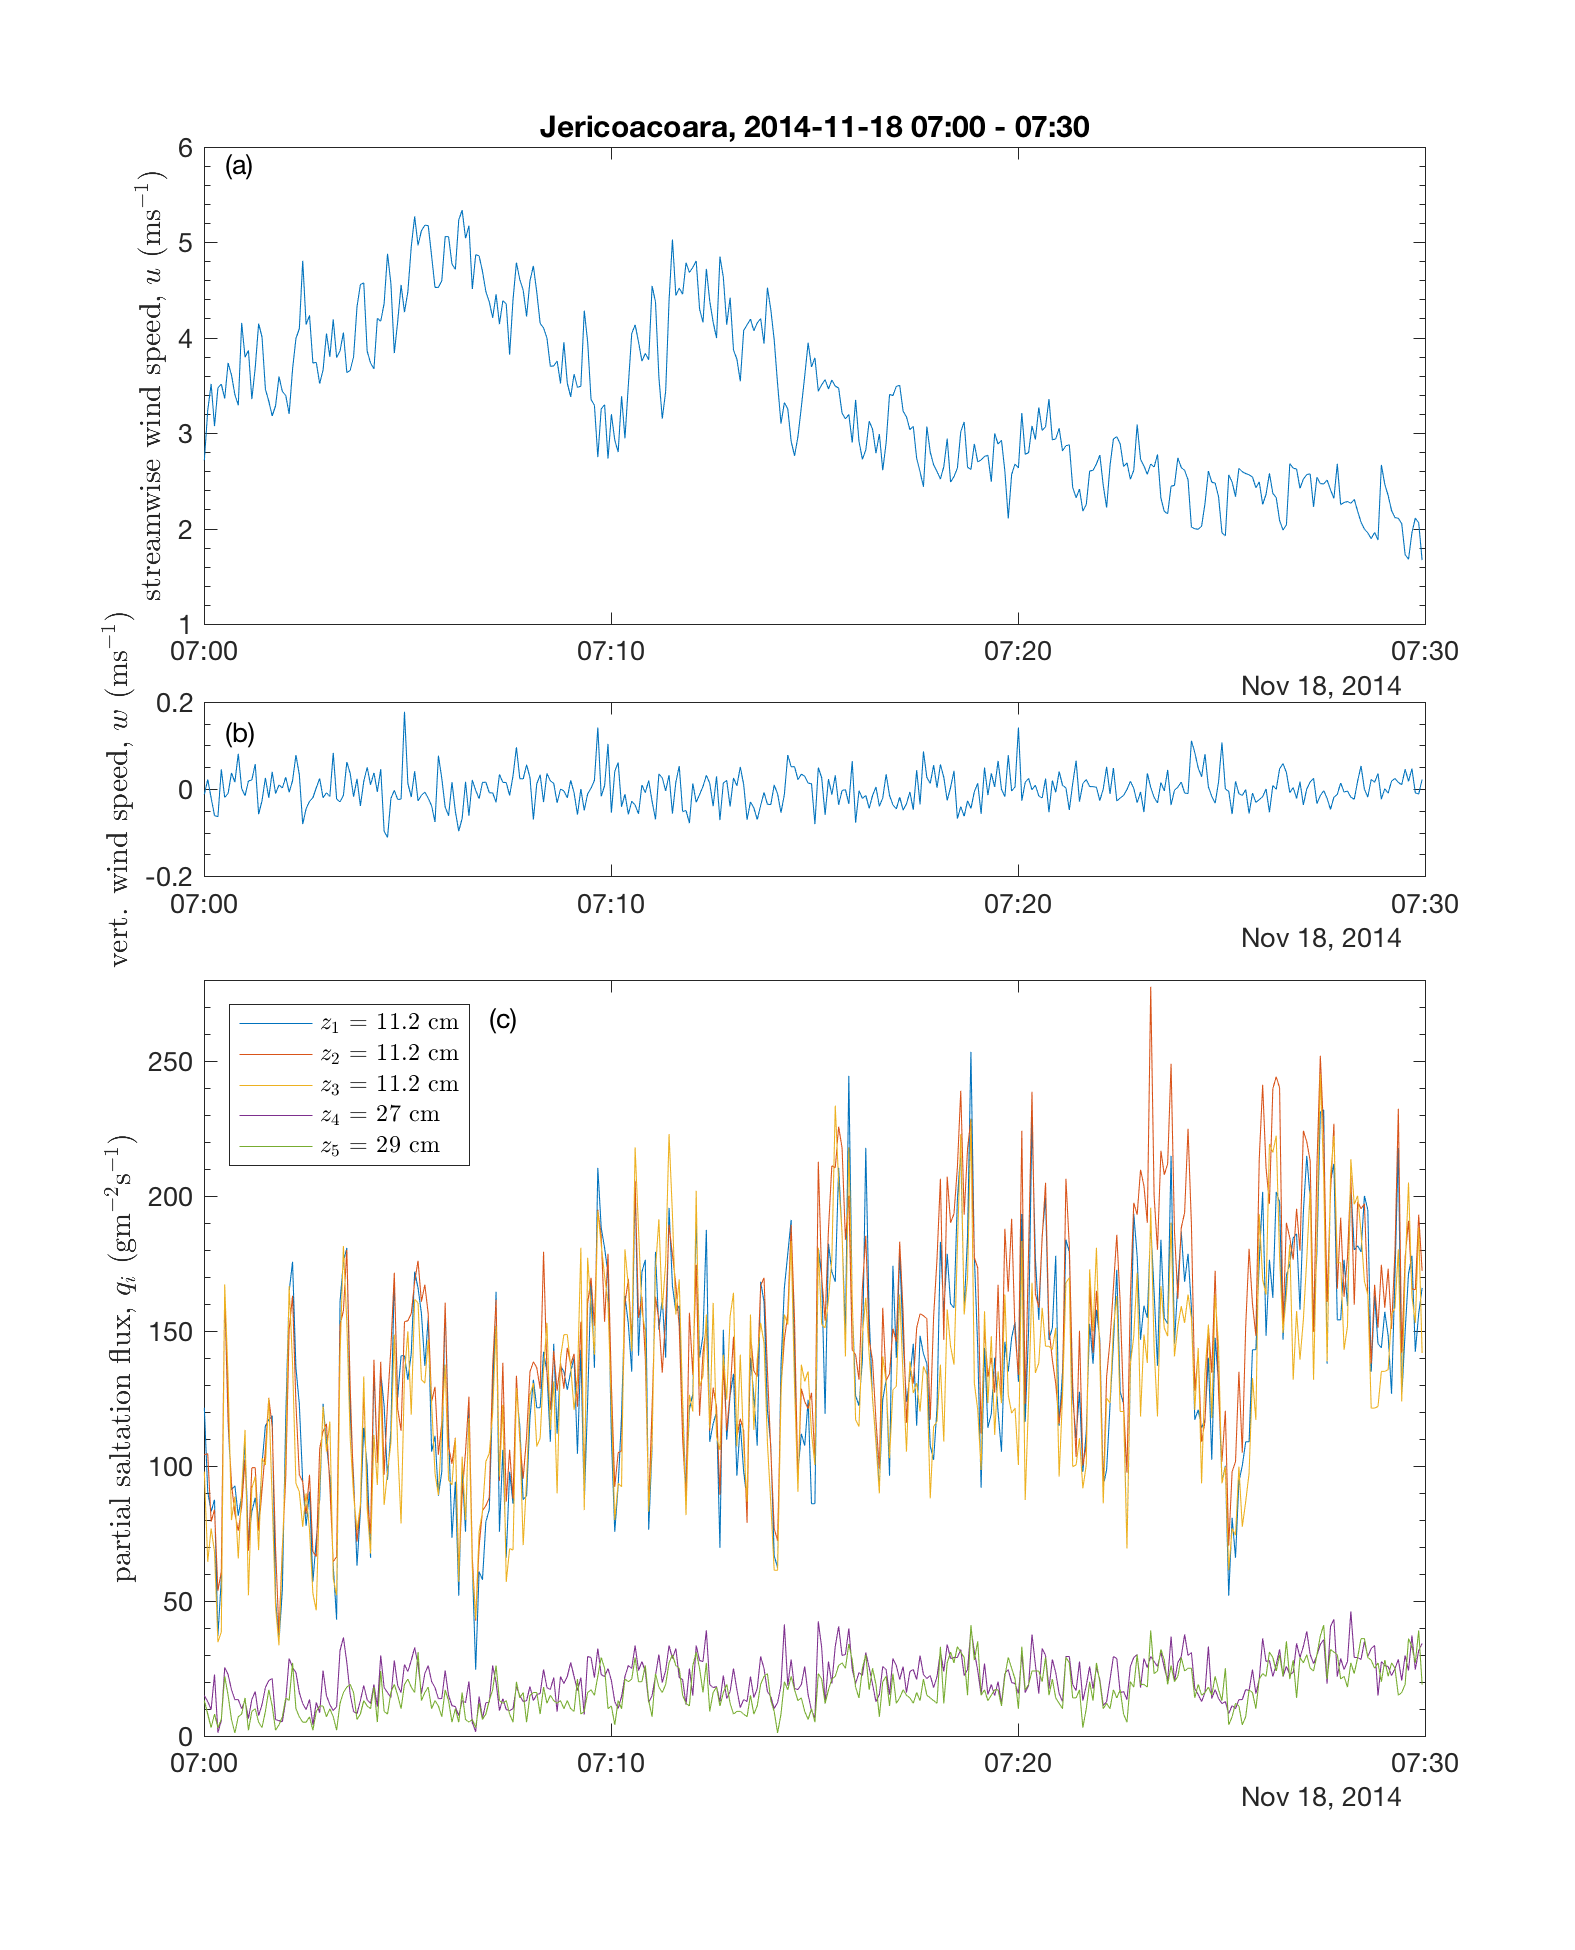 Jericoacoara, 2014-11-18 07:00 - 07:30
(a)
streamwise wind speed, u (ms⁻¹)
6
5
4
3
2
1
07:00 07:10 07:20 07:30
Nov 18, 2014
(b)
vert. wind speed, w (ms⁻¹)
0.2
0
-0.2
07:00 07:10 07:20 07:30
Nov 18, 2014
(c)
z₁ = 11.2 cm
z₂ = 11.2 cm
z₃ = 11.2 cm
z₄ = 27 cm
z₅ = 29 cm
partial saltation flux, qᵢ (gm⁻²s⁻¹)
250
200
150
100
50
0
07:00 07:10 07:20 07:30
Nov 18, 2014